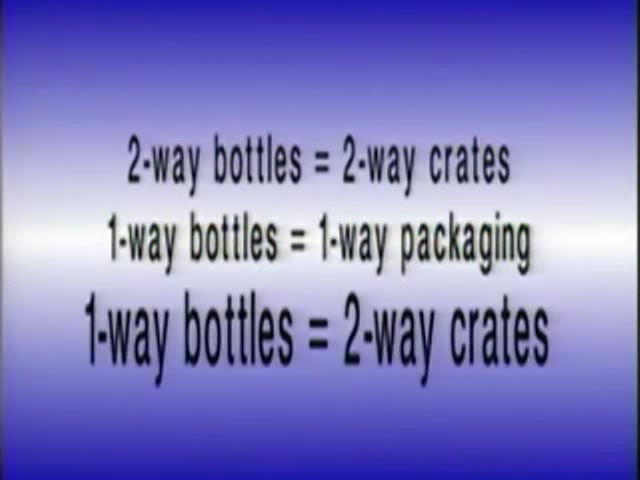 2-way bottles = 2-way crates
1-way bottles = 1-way packaging
1-way bottles = 2-way crates